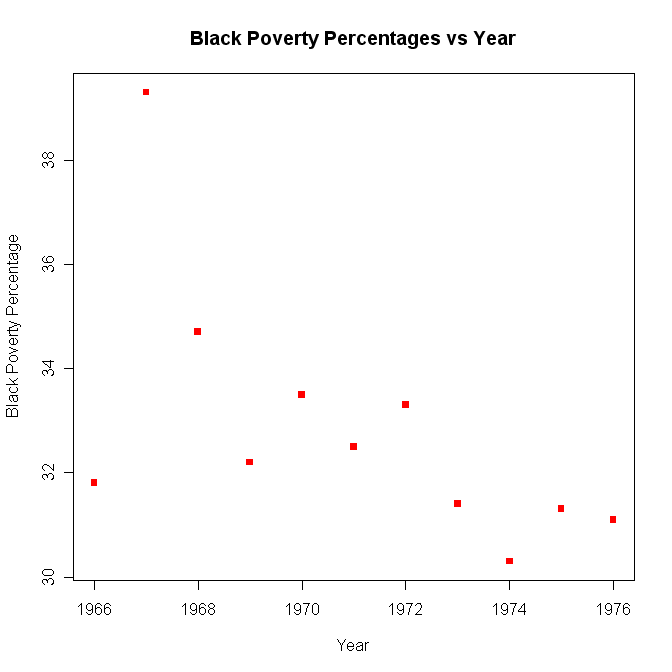 Black Poverty Percentages vs Year
Black Poverty Percentage
38
36
34
32
30
1966 1968 1970 1972 1974 1976
Year